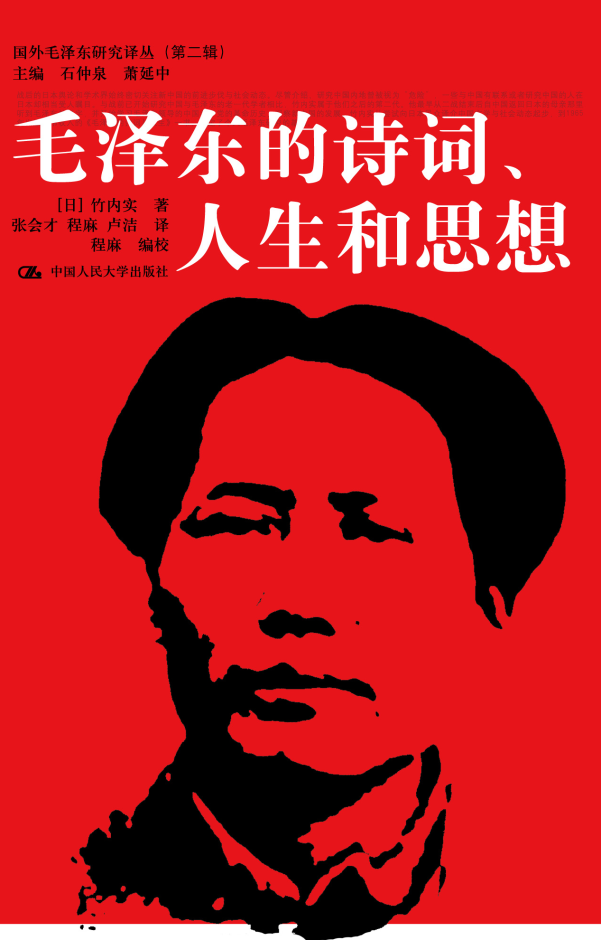 国外毛泽东研究译丛（第二辑）
主编 石仲泉 萧延中
毛泽东的诗词、
人生和思想
［日］竹内实 著
张会才 程麻 卢洁 译
程麻 编校
中国人民大学出版社